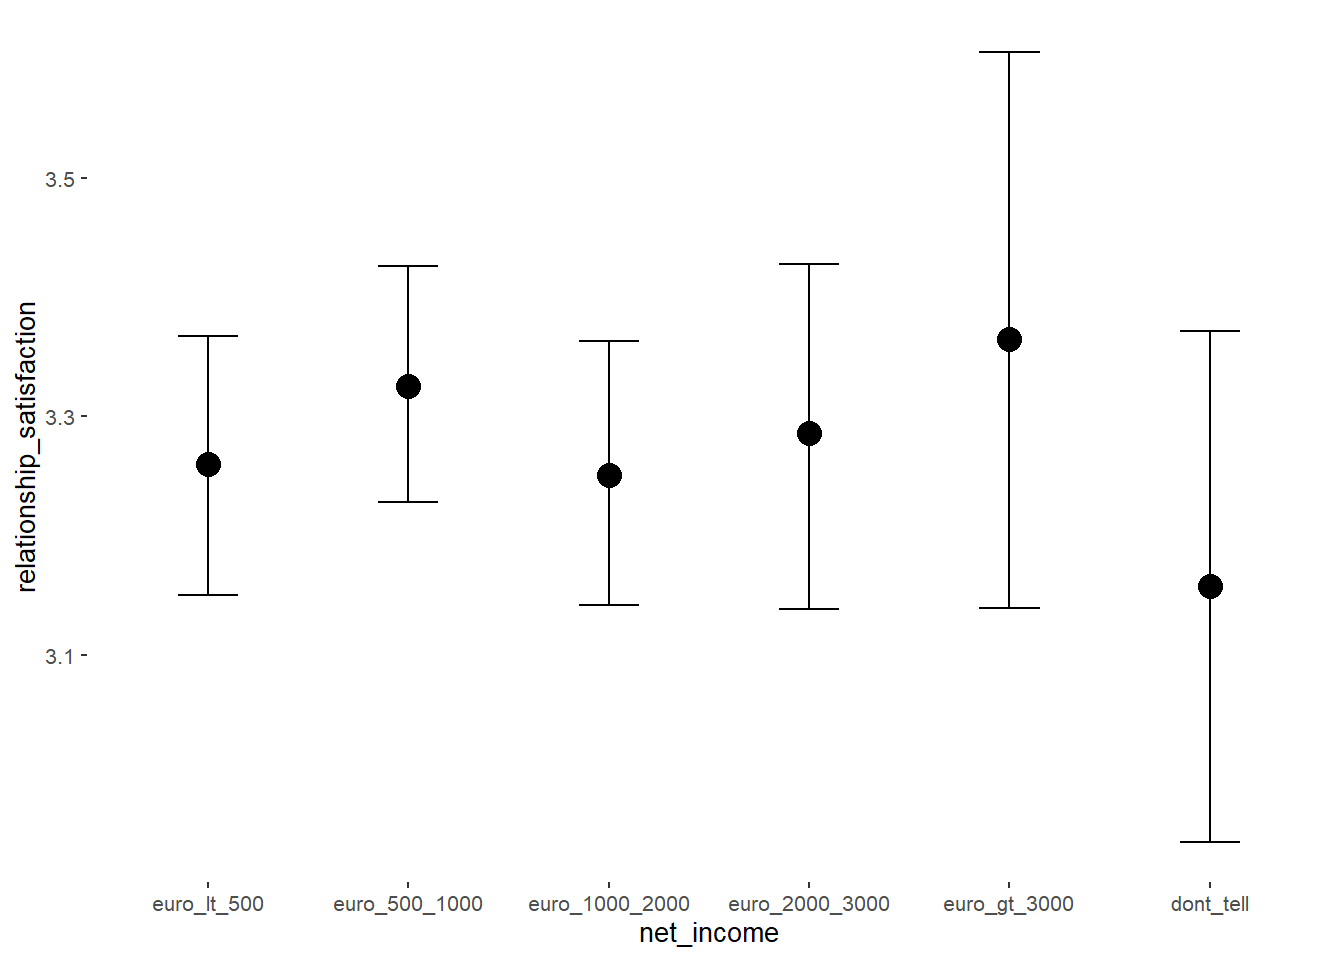 relationship_satisfaction
3.5
3.3
3.1
euro_lt_500 euro_500_1000 euro_1000_2000 euro_2000_3000 euro_gt_3000 dont_tell
net_income